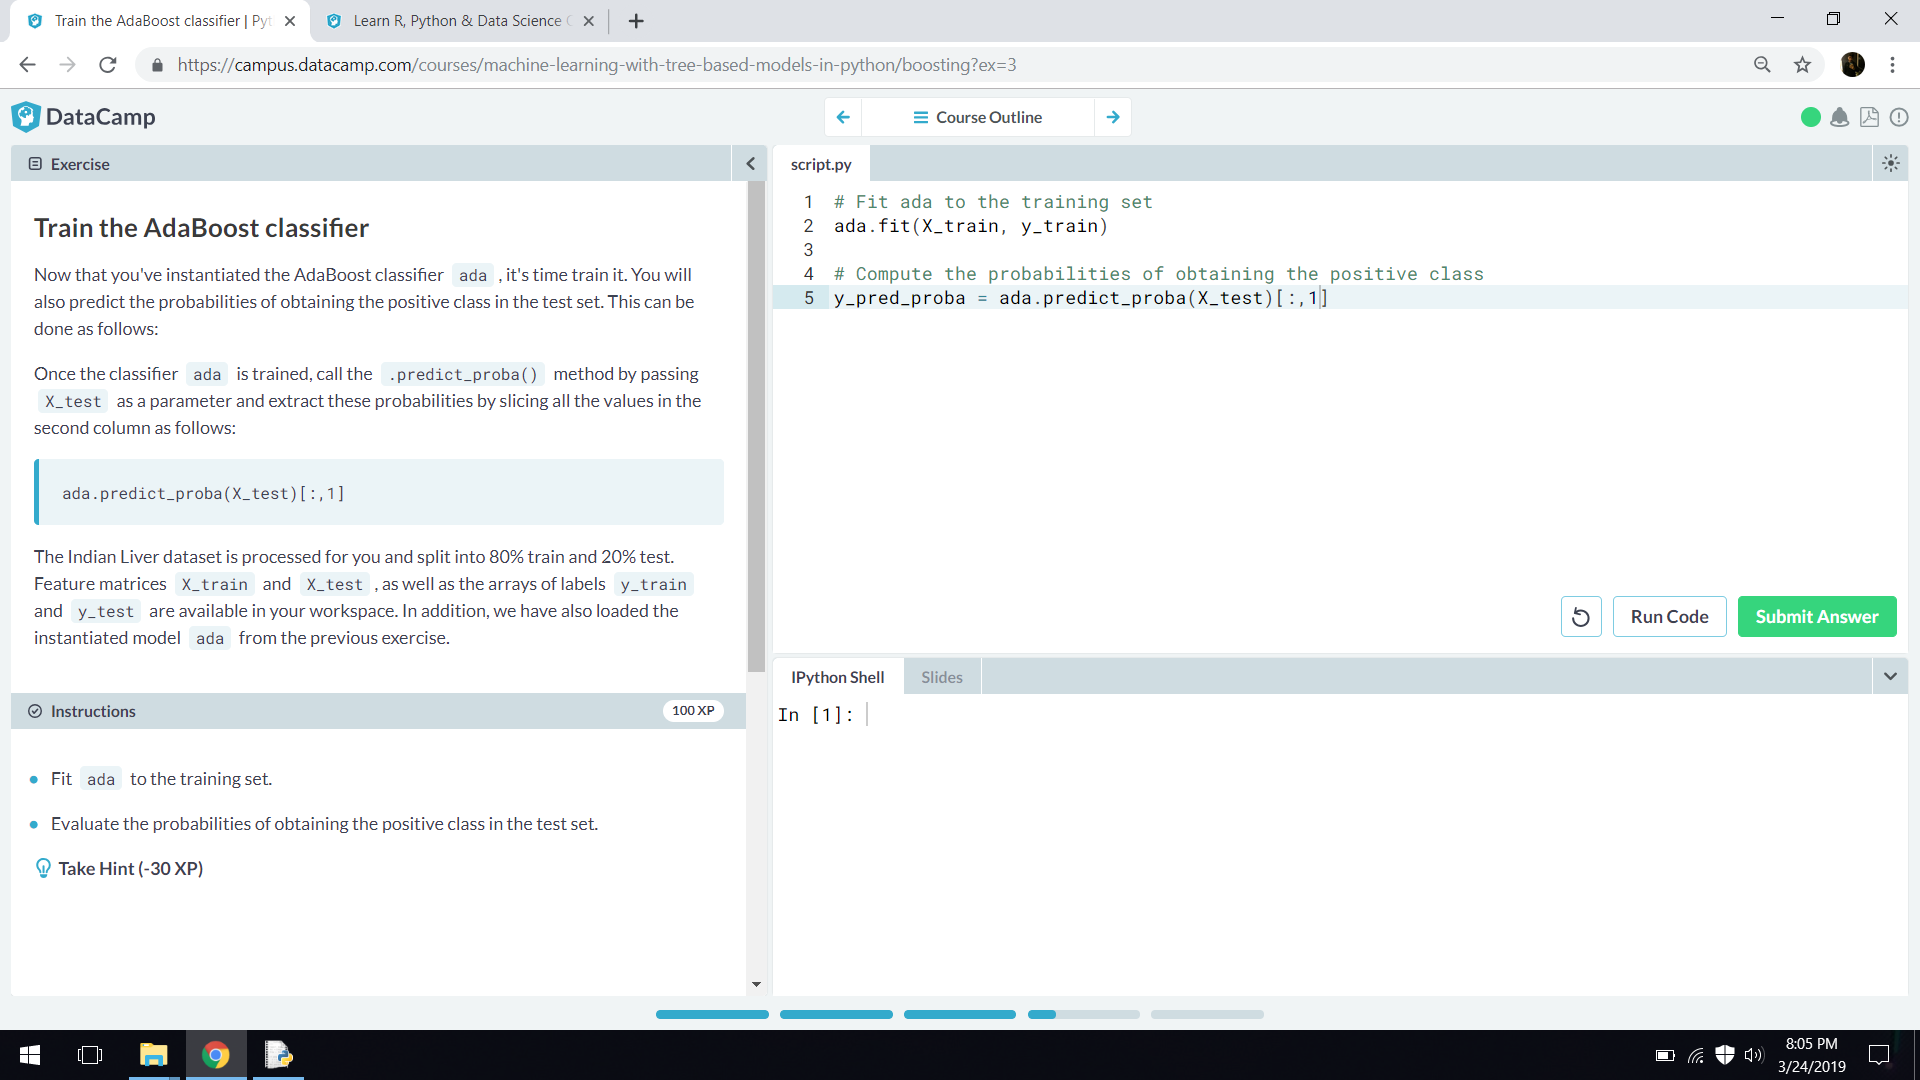 Train the AdaBoost classifier | Pyt
Learn R, Python & Data Science
https://campus.datacamp.com/courses/machine-learning-with-tree-based-models-in-python/boosting?ex=3
DataCamp
Course Outline
Exercise
Train the AdaBoost classifier
Now that you've instantiated the AdaBoost classifier ada , it's time train it. You will
also predict the probabilities of obtaining the positive class in the test set. This can be
done as follows:
Once the classifier ada is trained, call the .predict_proba() method by passing
X_test as a parameter and extract these probabilities by slicing all the values in the
second column as follows:
ada.predict_proba(X_test)[:,1]
The Indian Liver dataset is processed for you and split into 80% train and 20% test.
Feature matrices X_train and X_test , as well as the arrays of labels y_train
and y_test are available in your workspace. In addition, we have also loaded the
instantiated model ada from the previous exercise.
Instructions
100 XP
Fit ada to the training set.
Evaluate the probabilities of obtaining the positive class in the test set.
Take Hint (-30 XP)
script.py
1 # Fit ada to the training set
2 ada.fit(X_train, y_train)
3
4 # Compute the probabilities of obtaining the positive class
5 y_pred_proba = ada.predict_proba(X_test)[:,1]
Run Code
Submit Answer
IPython Shell
Slides
In [1]:
8:05 PM
3/24/2019